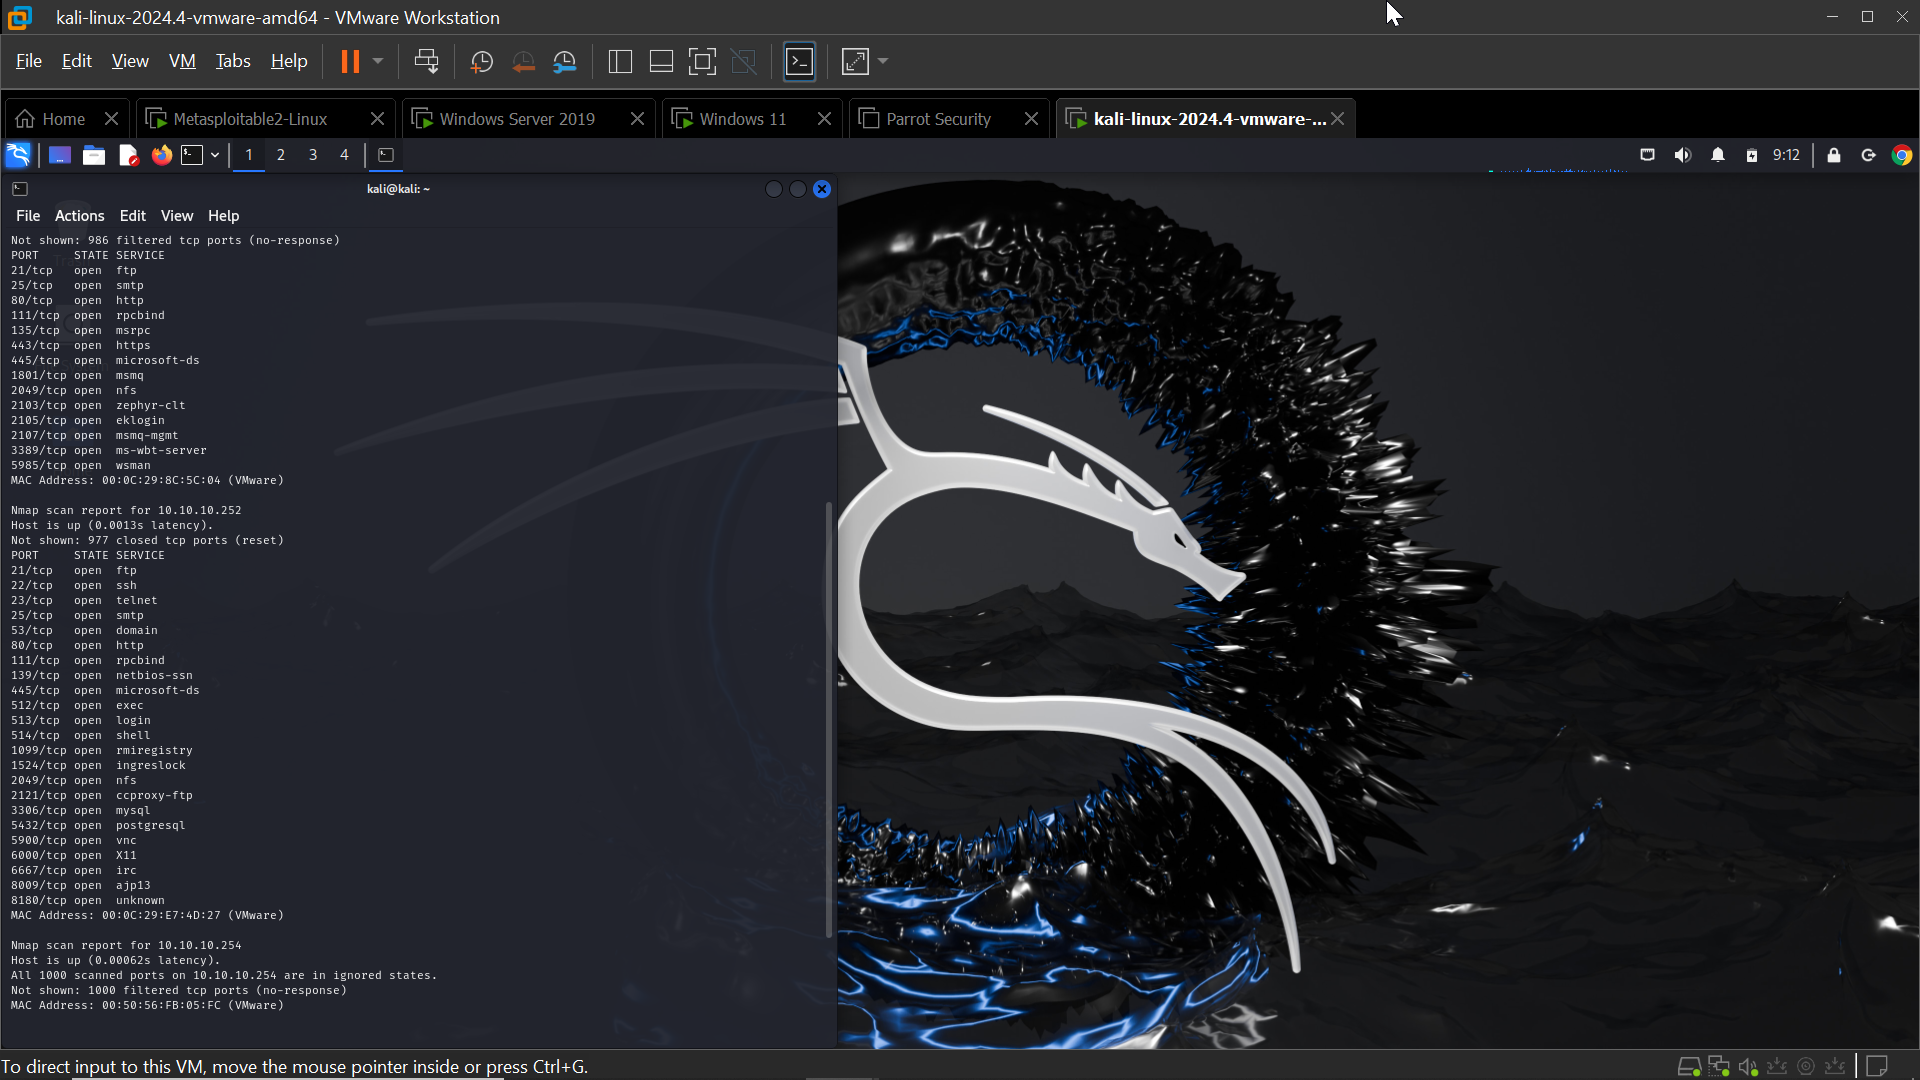 kali-linux-2024.4-vmware-amd64 - VMware Workstation
File Edit View VM Tabs Help
Home Metasploitable2-Linux Windows Server 2019 Windows 11 Parrot Security kali-linux-2024.4-vmware-...
1 2 3 4 9:12
kali@kali: ~
File Actions Edit View Help
Not shown: 986 filtered tcp ports (no-response)
PORT STATE SERVICE
21/tcp open ftp
25/tcp open smtp
80/tcp open http
111/tcp open rpcbind
135/tcp open msrpc
443/tcp open https
445/tcp open microsoft-ds
1801/tcp open msmq
2049/tcp open nfs
2103/tcp open zephyr-clt
2105/tcp open eklogin
2107/tcp open msmq-mgmt
3389/tcp open ms-wbt-server
5985/tcp open wsman
MAC Address: 00:0C:29:8C:5C:04 (VMware)
Nmap scan report for 10.10.10.252
Host is up (0.0013s latency).
Not shown: 977 closed tcp ports (reset)
PORT STATE SERVICE
21/tcp open ftp
22/tcp open ssh
23/tcp open telnet
25/tcp open smtp
53/tcp open domain
80/tcp open http
111/tcp open rpcbind
139/tcp open netbios-ssn
445/tcp open microsoft-ds
512/tcp open exec
513/tcp open login
514/tcp open shell
1099/tcp open rmiregistry
1524/tcp open ingreslock
2049/tcp open nfs
2121/tcp open ccproxy-ftp
3306/tcp open mysql
5432/tcp open postgresql
5900/tcp open vnc
6000/tcp open X11
6667/tcp open irc
8009/tcp open ajp13
8180/tcp open unknown
MAC Address: 00:0C:29:E7:4D:27 (VMware)
Nmap scan report for 10.10.10.254
Host is up (0.00062s latency).
All 1000 scanned ports on 10.10.10.254 are in ignored states.
Not shown: 1000 filtered tcp ports (no-response)
MAC Address: 00:50:56:FB:05:FC (VMware)
To direct input to this VM, move the mouse pointer inside or press Ctrl+G.